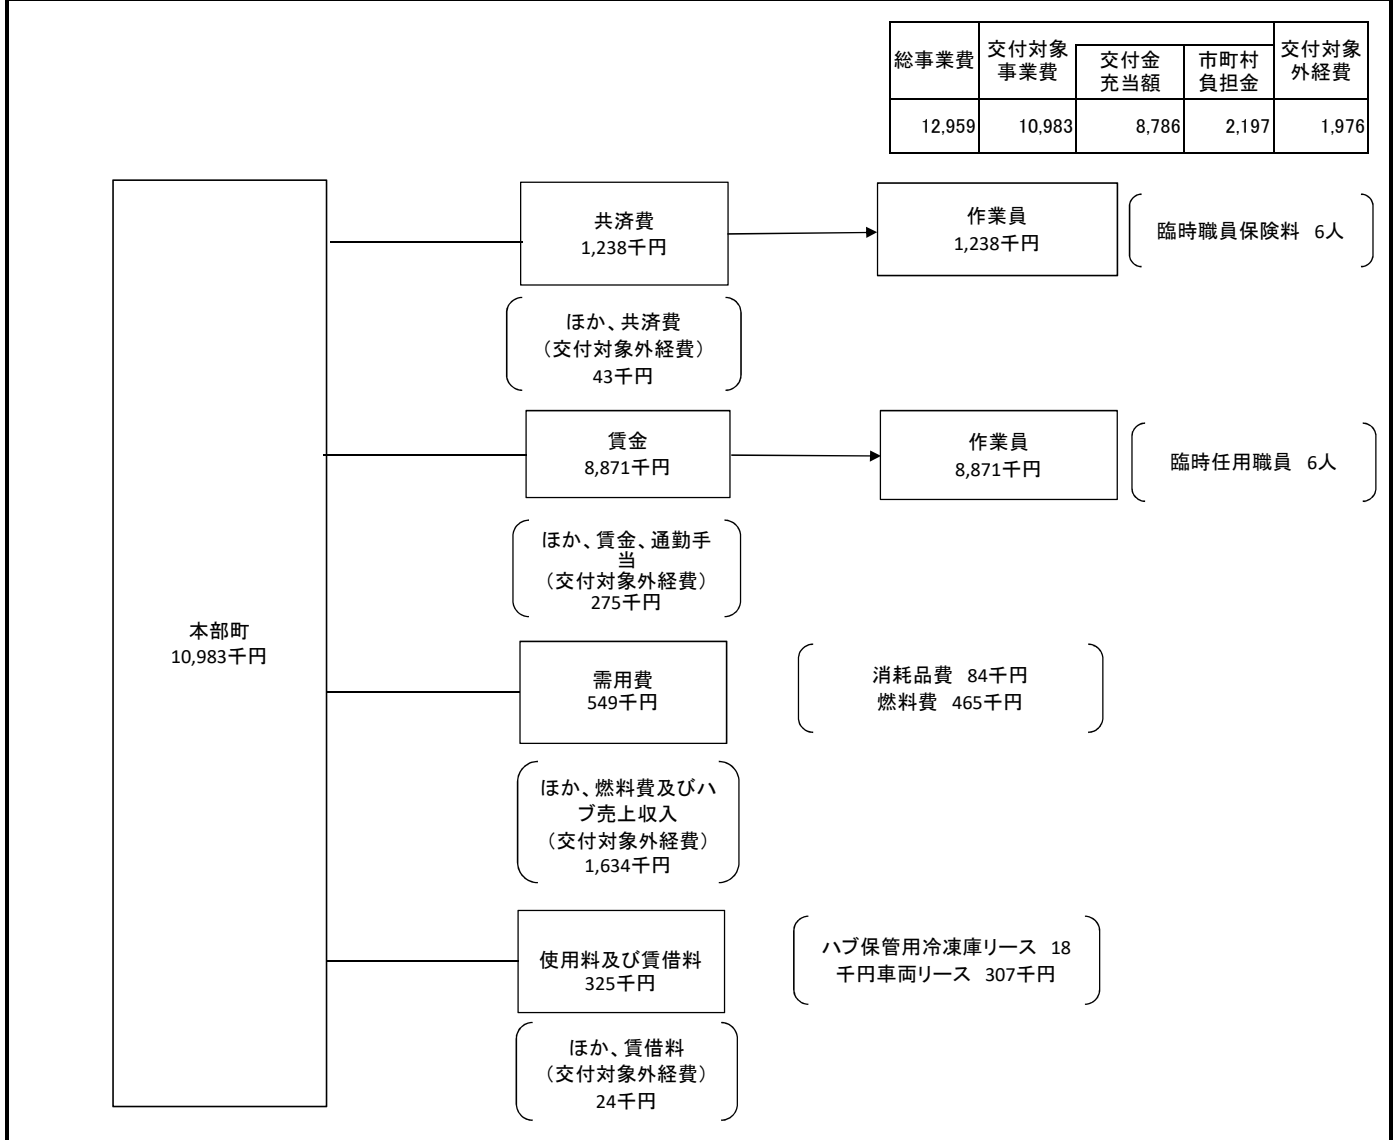 総事業費
交付対象
事業費
交付金
充当額
市町村
負担金
交付対象
外経費
12,959
10,983
8,786
2,197
1,976
本部町
10,983千円
共済費
1,238千円
作業員
1,238千円
臨時職員保険料 6人
ほか、共済費
（交付対象外経費）
43千円
賃金
8,871千円
作業員
8,871千円
臨時任用職員 6人
ほか、賃金、通勤手
当
（交付対象外経費）
275千円
需用費
549千円
消耗品費 84千円
燃料費 465千円
ほか、燃料費及びハ
ブ売上収入
（交付対象外経費）
1,634千円
使用料及び賃借料
325千円
ハブ保管用冷凍庫リース 18
千円車両リース 307千円
ほか、賃借料
（交付対象外経費）
24千円